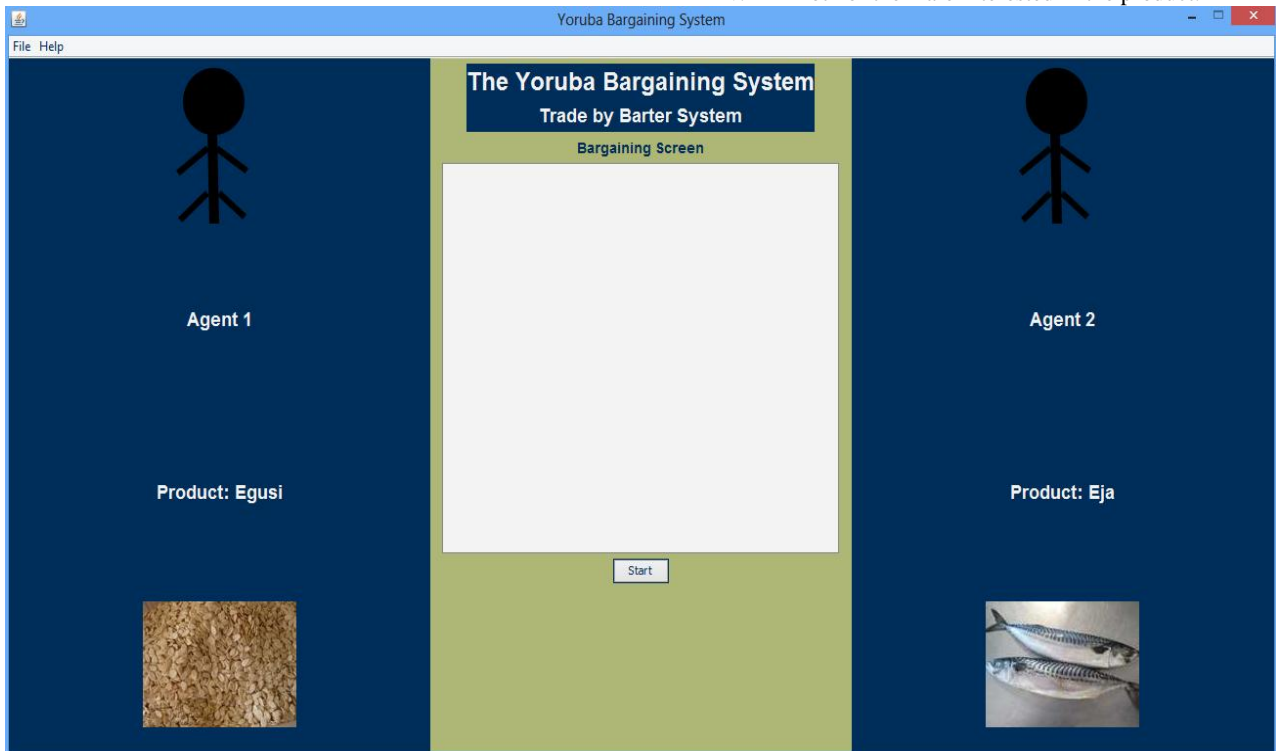 Yoruba Bargaining System
File Help
The Yoruba Bargaining System
Trade by Barter System
Bargaining Screen
Agent 1
Product: Egusi
Start
Agent 2
Product: Eja